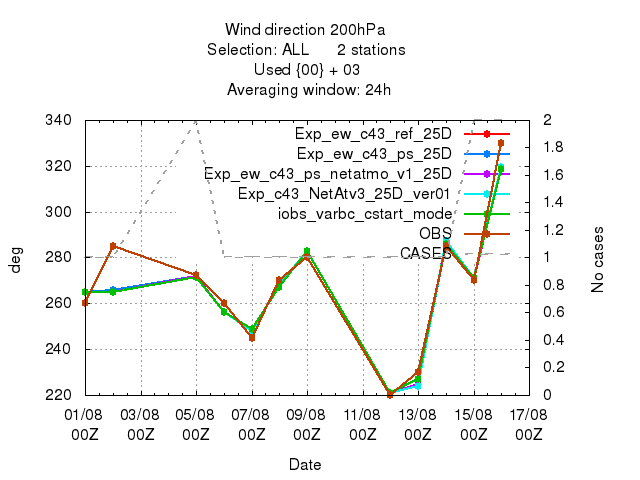 Wind direction 200hPa
Selection: ALL 2 stations
Used {00} + 03
Averaging window: 24h
340
320
300
280
260
240
220
deg
2
1.8
1.6
1.4
1.2
1
0.8
0.6
0.4
0.2
0
No cases
Exp_ew_c43_ref_25D
Exp_ew_c43_ps_25D
Exp_ew_c43_ps_netatmo_v1_25D
Exp_c43_NetAtv3_25D_ver01
iobs_varbc_cstart_mode
OBS
CASES
01/08 03/08 05/08 07/08 09/08 11/08 13/08 15/08 17/08
00Z 00Z 00Z 00Z 00Z 00Z 00Z 00Z 00Z
Date